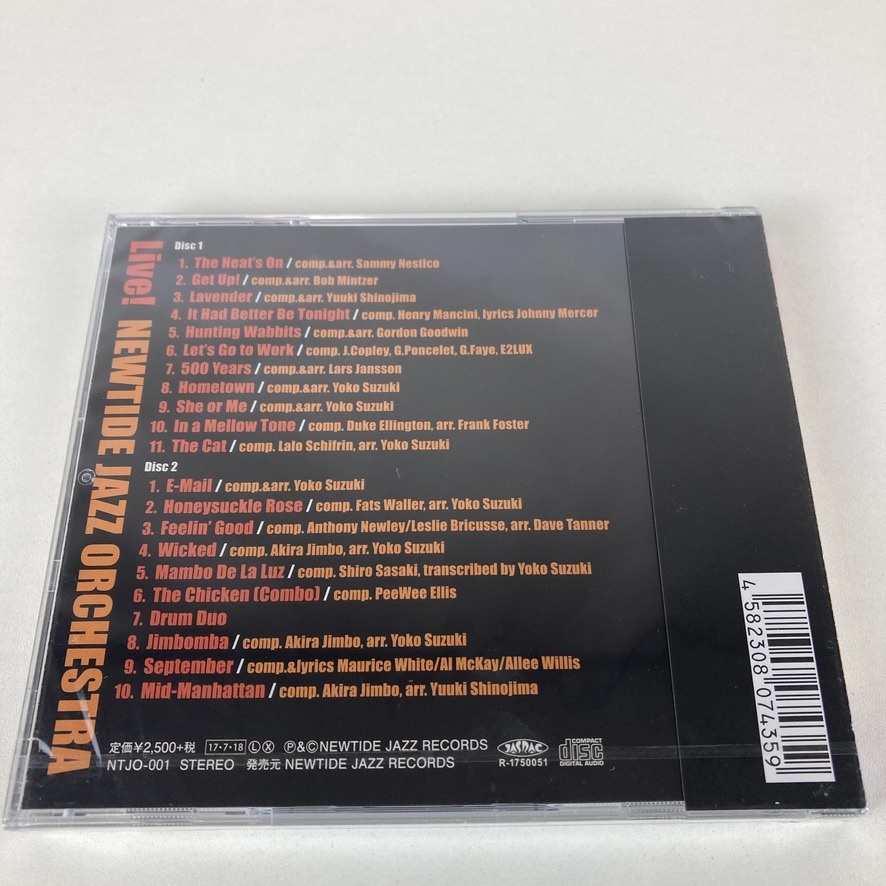 Live! NEWTIDE JAZZ ORCHESTRA
Disc 1
1. The Heat's On / comp.&arr. Sammy Nestico
2. Get Up! / comp.&arr. Bob Mintzer
3. Lavender / comp.&arr. Yuuki Shinojima
4. It Had Better Be Tonight / comp. Henry Mancini, lyrics Johnny Mercer
5. Hunting Wabbits / comp.&arr. Gordon Goodwin
6. Let's Go to Work / comp. J.Copley, G.Poncelet, G.Faye, E2LUX
7. 500 Years / comp.&arr. Lars Jansson
8. Hometown / comp.&arr. Yoko Suzuki
9. She or Me / comp.&arr. Yoko Suzuki
10. In a Mellow Tone / comp. Duke Ellington, arr. Frank Foster
11. The Cat / comp. Lalo Schifrin, arr. Yoko Suzuki
Disc 2
1. E-Mail / comp.&arr. Yoko Suzuki
2. Honeysuckle Rose / comp. Fats Waller, arr. Yoko Suzuki
3. Feelin' Good / comp. Anthony Newley/Leslie Bricusse, arr. Dave Tanner
4. Wicked / comp. Akira Jimbo, arr. Yoko Suzuki
5. Mambo De La Luz / comp. Shiro Sasaki, transcribed by Yoko Suzuki
6. The Chicken (Combo) / comp. PeeWee Ellis
7. Drum Duo
8. Jimbomba / comp. Akira Jimbo, arr. Yoko Suzuki
9. September / comp.&lyrics Maurice White/Al McKay/Allee Willis
10. Mid-Manhattan / comp. Akira Jimbo, arr. Yuuki Shinojima
定価¥2,500+税 17・7・18 Ⓛ Ⓧ ℗&©NEWTIDE JAZZ RECORDS
NTJO-001 STEREO 発売元 NEWTIDE JAZZ RECORDS
JASRAC
R-1750051
COMPACT
disc
DIGITAL AUDIO
4 582308 074359